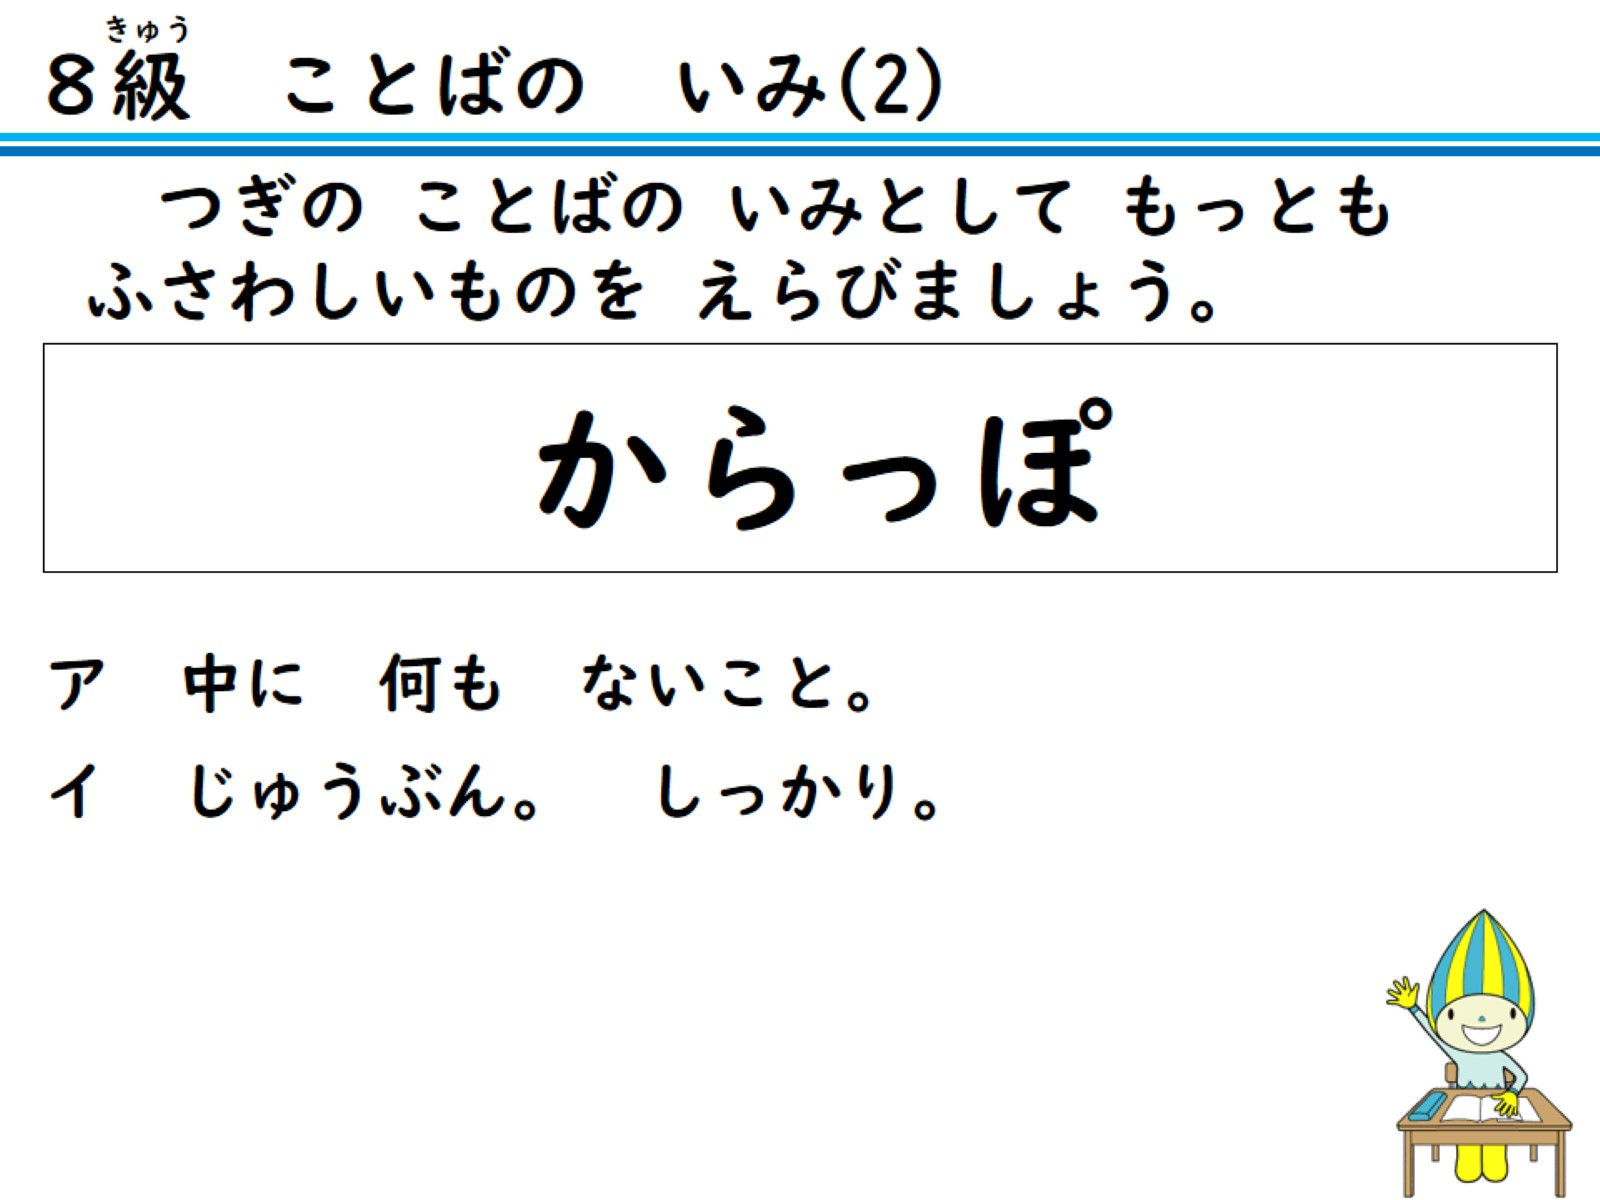 きゅう
８級　ことばの　いみ(2)
つぎの ことばの いみとして もっとも
ふさわしいものを えらびましょう。
からっぽ
ア　中に　何も　ないこと。
イ　じゅうぶん。　しっかり。